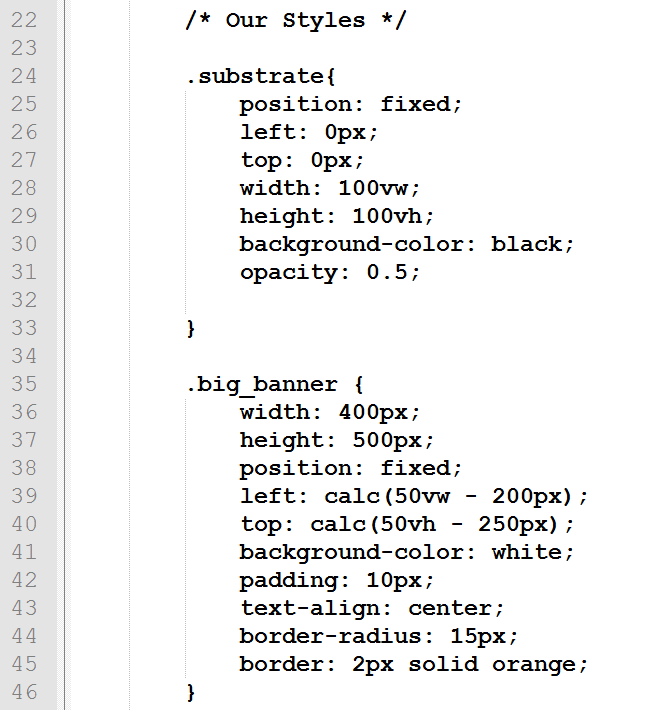 22 /* Our Styles */
23
24 .substrate{
25 position: fixed;
26 left: 0px;
27 top: 0px;
28 width: 100vw;
29 height: 100vh;
30 background-color: black;
31 opacity: 0.5;
32
33 }
34
35 .big_banner {
36 width: 400px;
37 height: 500px;
38 position: fixed;
39 left: calc(50vw - 200px);
40 top: calc(50vh - 250px);
41 background-color: white;
42 padding: 10px;
43 text-align: center;
44 border-radius: 15px;
45 border: 2px solid orange;
46 }